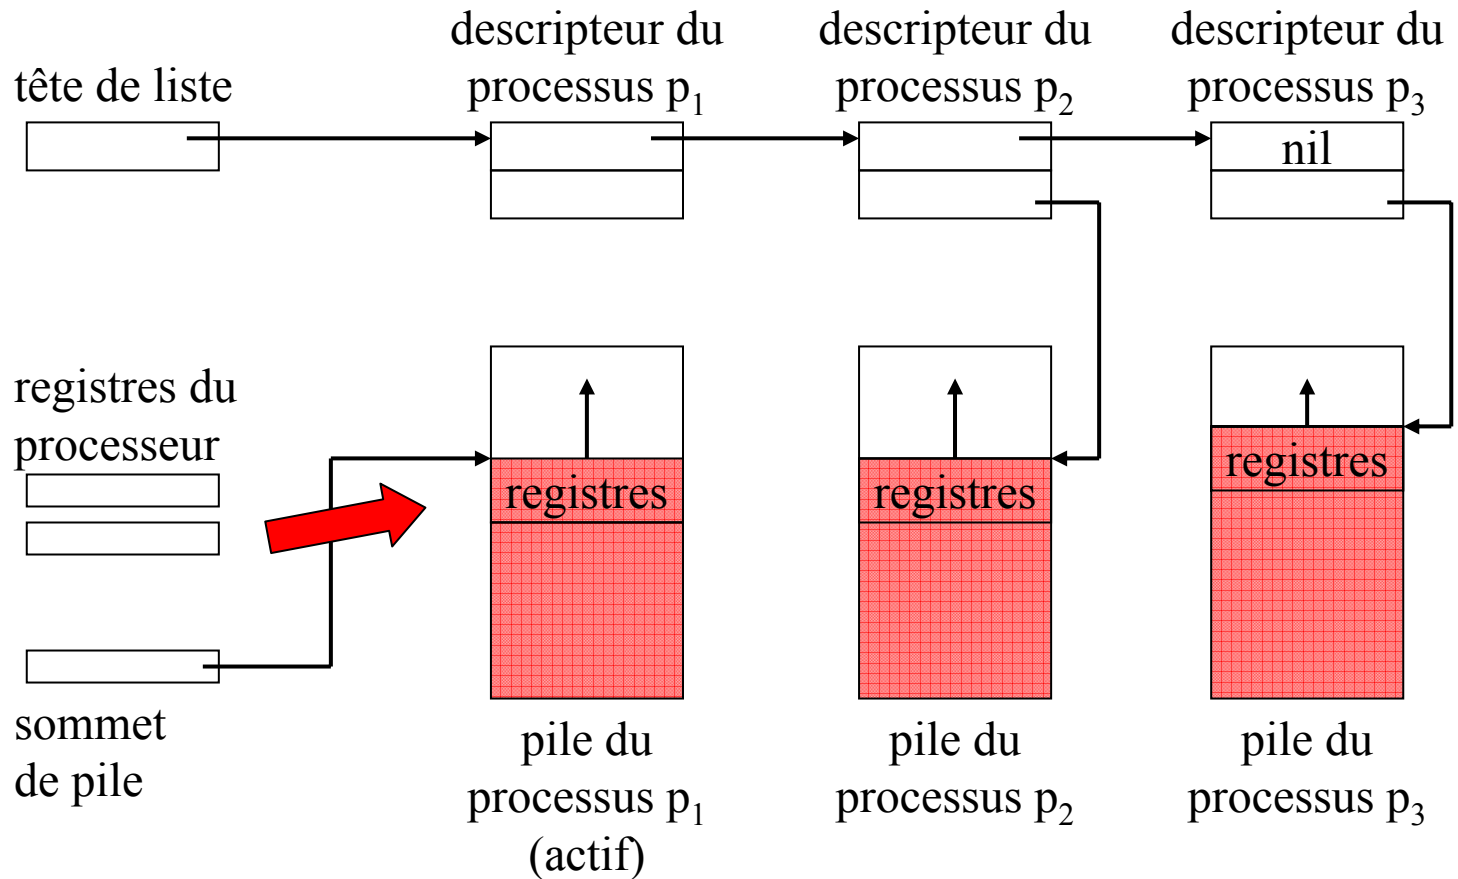 tête de liste
descripteur du
processus p₁
descripteur du
processus p₂
descripteur du
processus p₃
nil
registres du
processeur
registres
registres
registres
sommet
de pile
pile du
processus p₁
(actif)
pile du
processus p₂
pile du
processus p₃